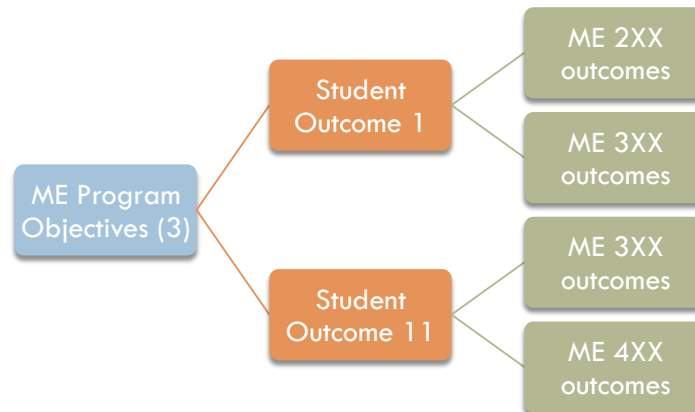 ME Program
Objectives (3)
Student
Outcome 1
ME 2XX
outcomes
ME 3XX
outcomes
Student
Outcome 11
ME 3XX
outcomes
ME 4XX
outcomes